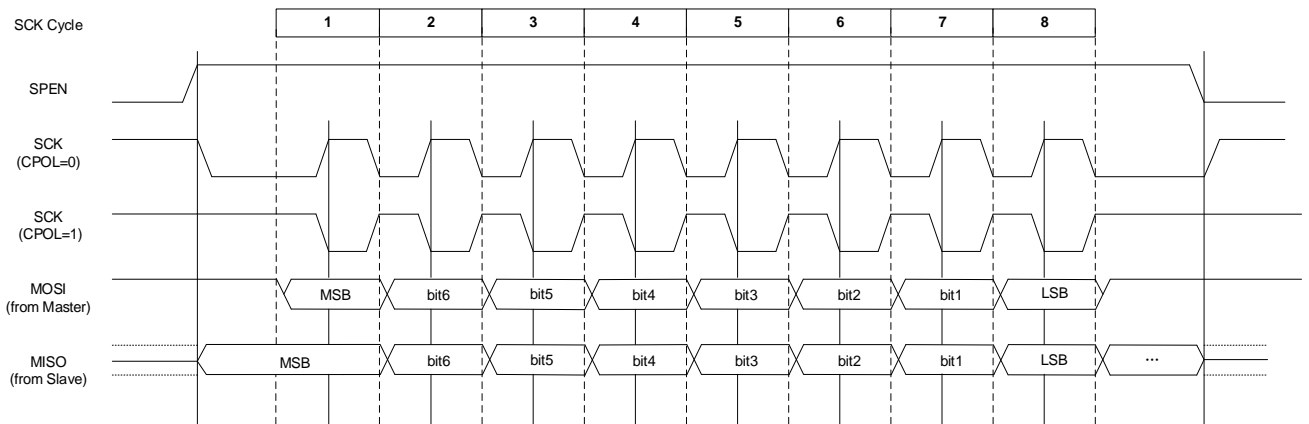 SCK Cycle 1 2 3 4 5 6 7 8
SPEN
SCK
(CPOL=0)
SCK
(CPOL=1)
MOSI
(from Master)
MSB bit6 bit5 bit4 bit3 bit2 bit1 LSB
MISO
(from Slave)
MSB bit6 bit5 bit4 bit3 bit2 bit1 LSB ...